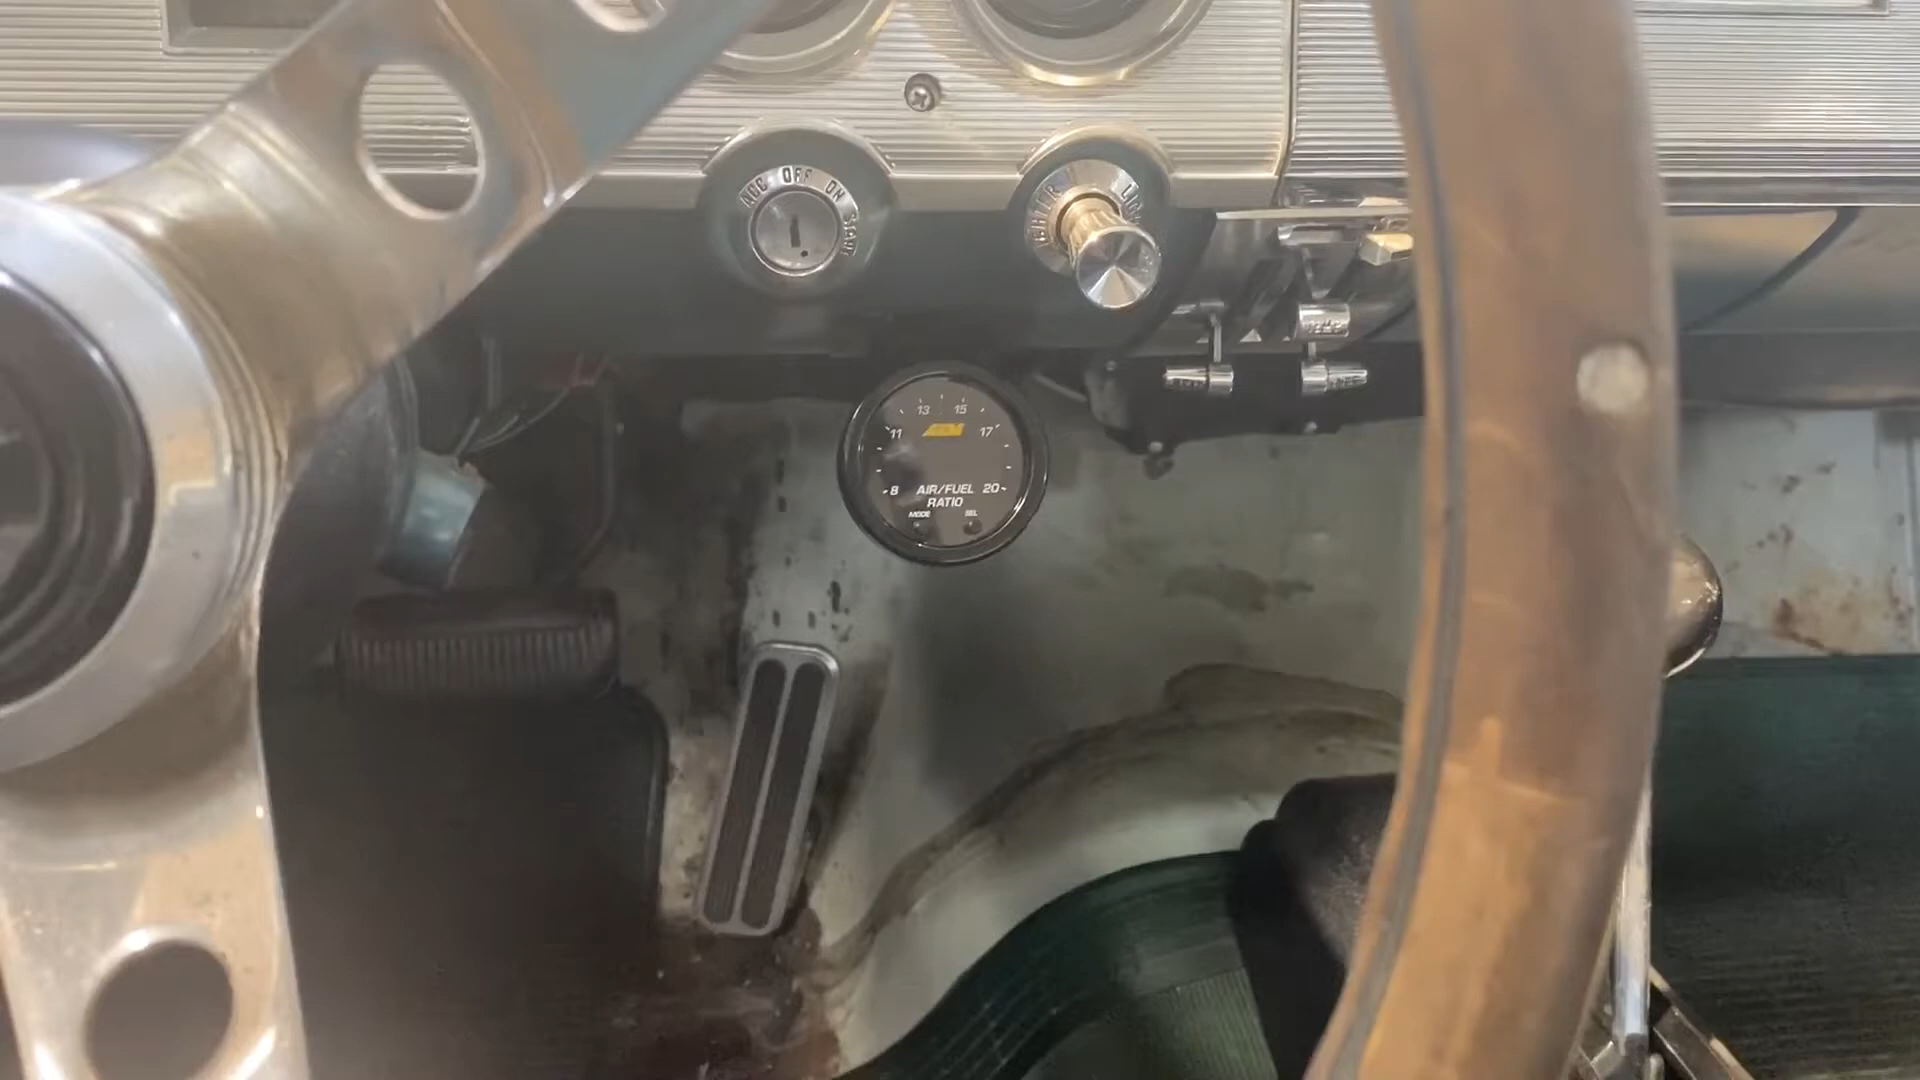 ACC OFF ON START
13 15
11 AEM 17
8 AIR/FUEL 20
RATIO
MODE SEL